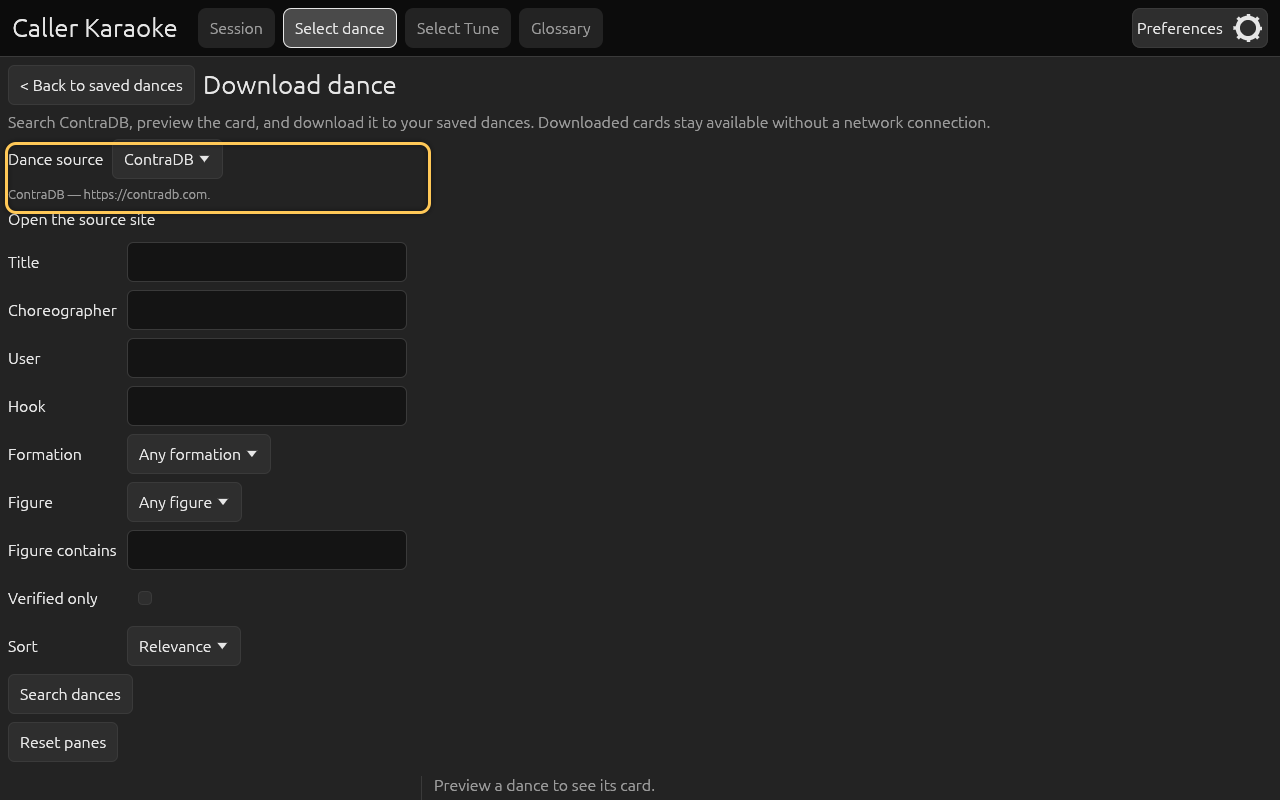 Caller Karaoke Session Select dance Select Tune Glossary Preferences
< Back to saved dances Download dance
Search ContraDB, preview the card, and download it to your saved dances. Downloaded cards stay available without a network connection.
Dance source ContraDB
ContraDB — https://contradb.com.
Open the source site
Title
Choreographer
User
Hook
Formation Any formation
Figure Any figure
Figure contains
Verified only
Sort Relevance
Search dances
Reset panes
Preview a dance to see its card.